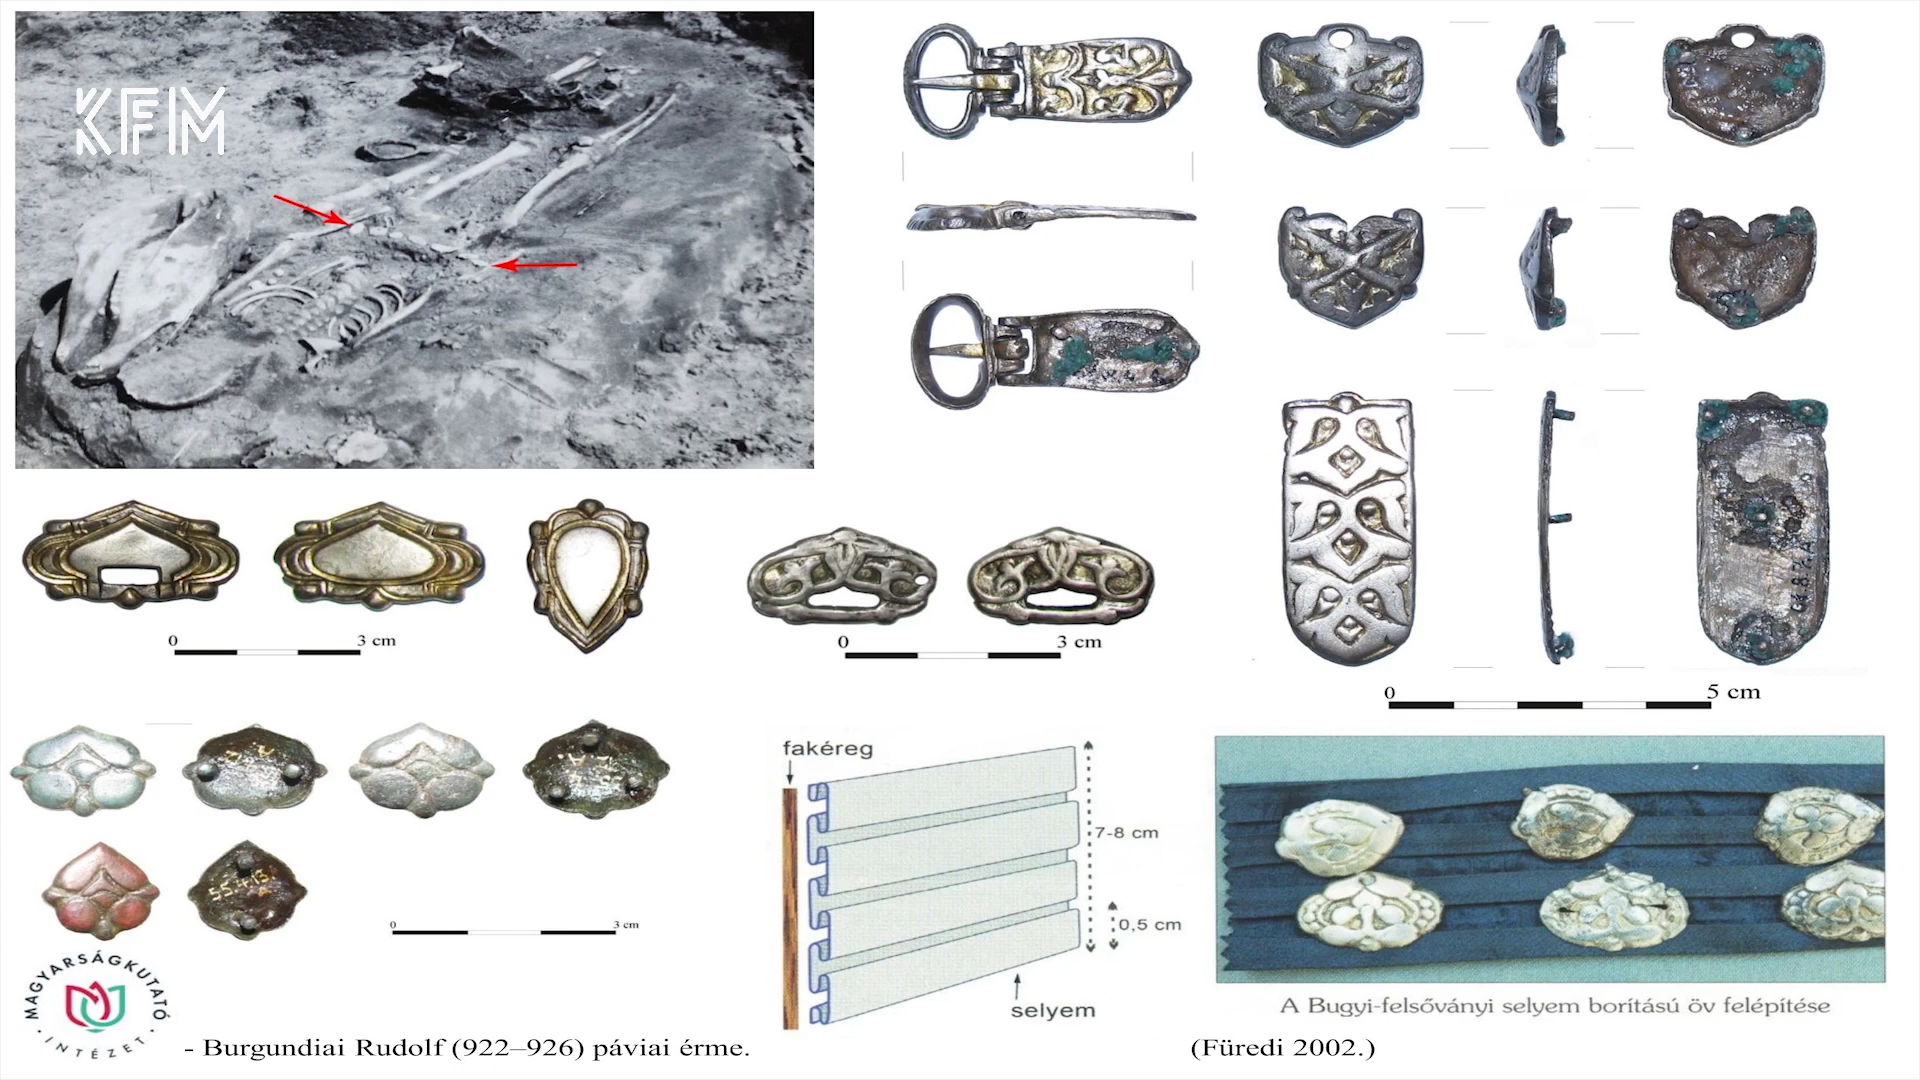 KFFM
0 3 cm
0 3 cm
0 5 cm
fakéreg
7-8 cm
0,5 cm
selyem
0 3 cm
A Bugyi-felsőványi selyem borítású öv felépítése
MAGYARSÁGKUTATÓ
· INTÉZET ·
- Burgundiai Rudolf (922–926) páviai érme.
(Füredi 2002.)